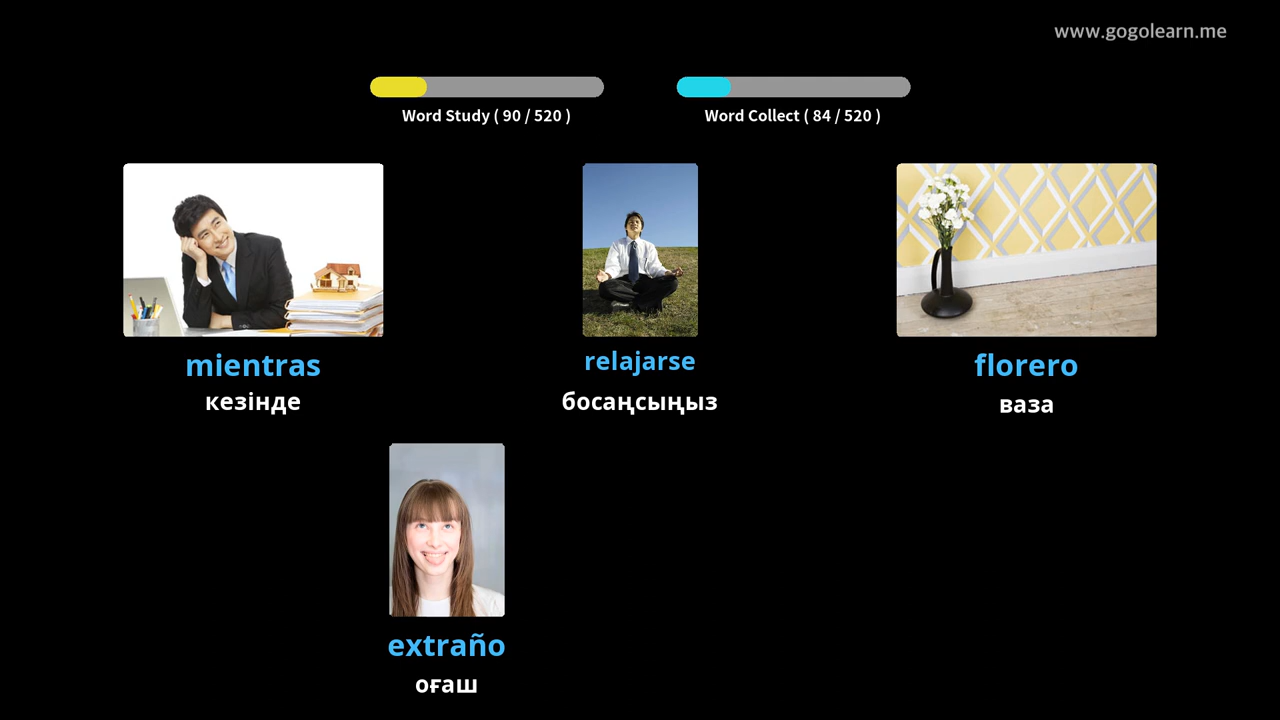 www.gogolearn.me
Word Study ( 90 / 520 )
Word Collect ( 84 / 520 )
mientras
кезінде
relajarse
босаңсыңыз
florero
ваза
extraño
оғаш